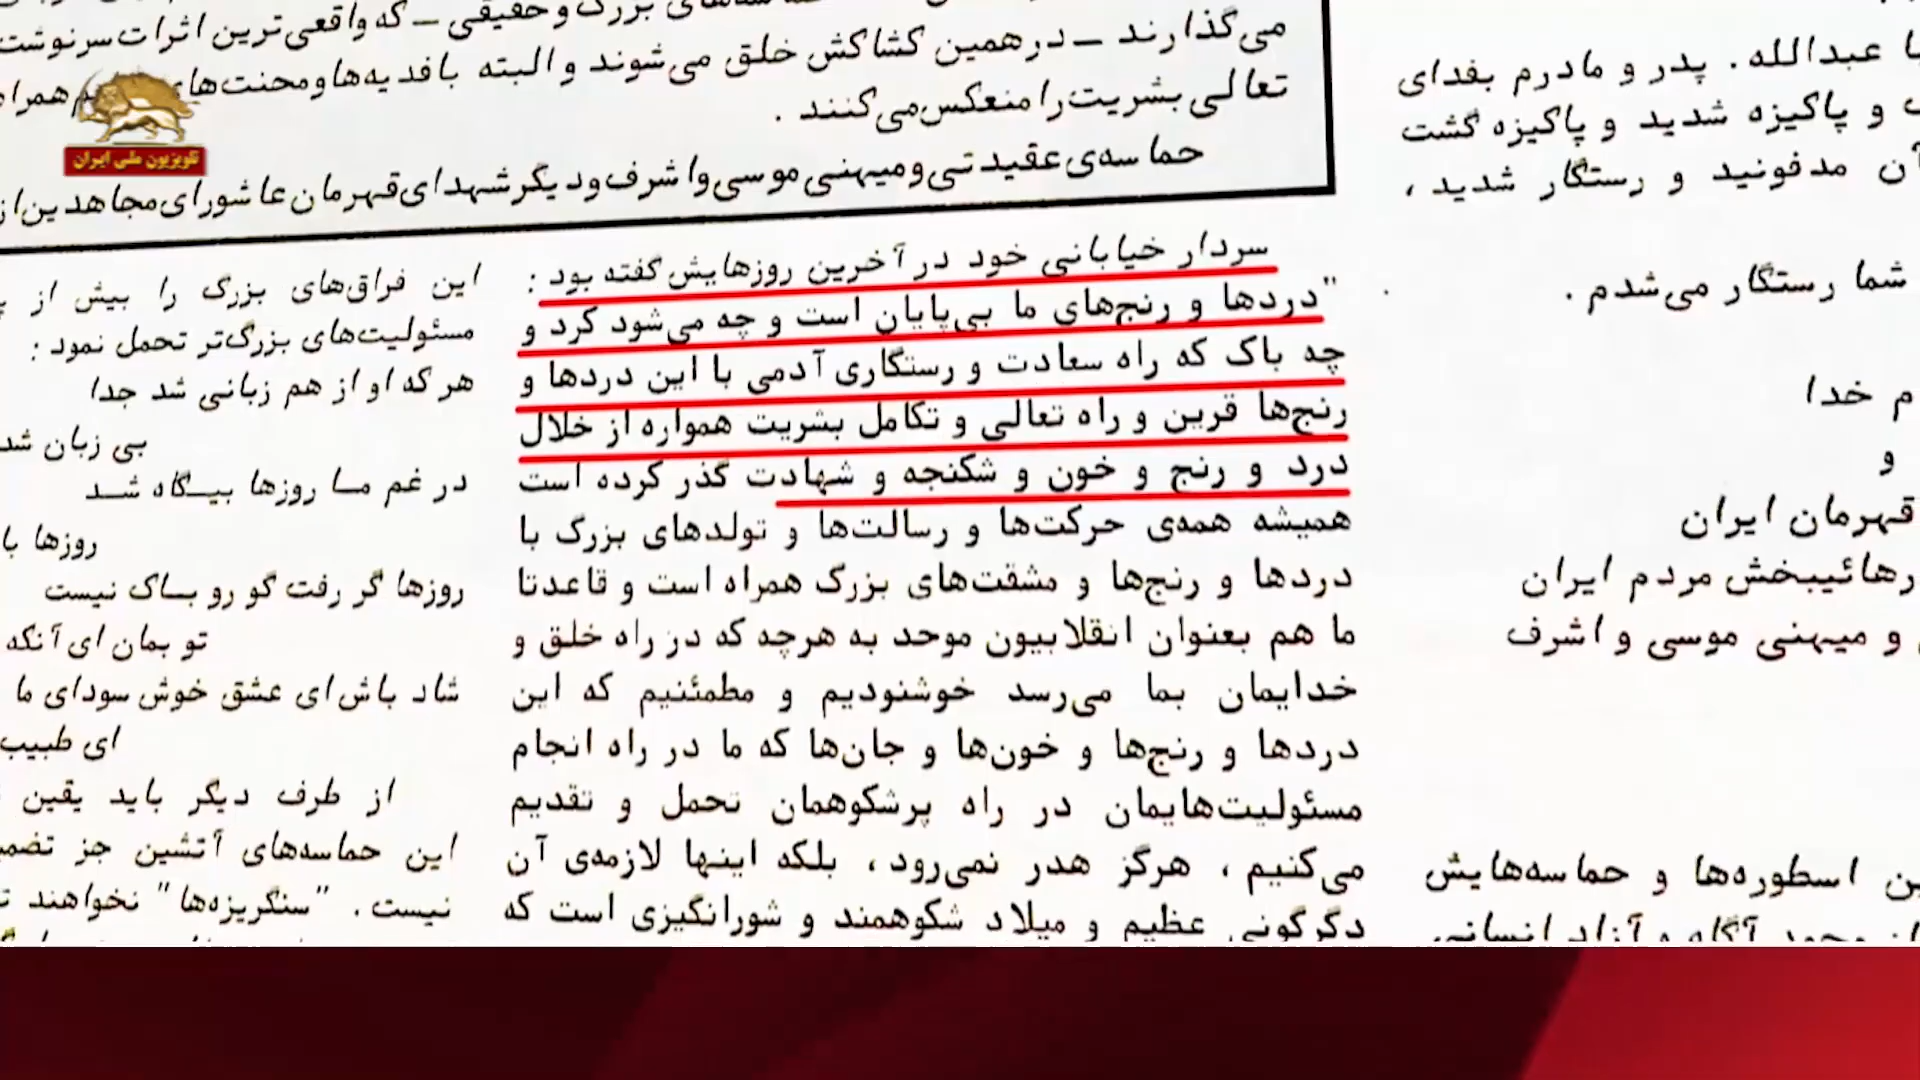 می‌گذارند ــ در همین کشاکش خلق می‌شوند و البته با فدیه‌ها و محنت‌های
تعالی بشریت را منعکس می‌کنند .
حماسه‌ی عقیدتی و میهنی موسی و اشرف و دیگر شهدای قهرمان عاشورای مجاهدین
تلویزیون ملی ایران
عبدالله . پدر و مادرم بفدای
و پاکیزه شدید و پاکیزه گشت
آن مدفونید و رستگار شدید ،
شما رستگار می‌شدم .
م خدا
و
قهرمان ایران
رهائیبخش مردم ایران
و میهنی موسی و اشرف
اسطوره‌ها و حماسه‌هایش
سردار خیابانی خود در آخرین روزهایش گفته بود :
"دردها و رنج‌های ما بی‌پایان است و چه می‌شود کرد و
چه باک که راه سعادت و رستگاری آدمی با این دردها و
رنج‌ها قرین و راه تعالی و تکامل بشریت همواره از خلال
درد و رنج و خون و شکنجه و شهادت گذر کرده است
همیشه همه‌ی حرکت‌ها و رسالت‌ها و تولدهای بزرگ با
دردها و رنج‌ها و مشقت‌های بزرگ همراه است و قاعدتا
ما هم بعنوان انقلابیون موحد به هرچه که در راه خلق و
خدایمان بما می‌رسد خوشنودیم و مطمئنیم که این
دردها و رنج‌ها و خون‌ها و جان‌ها که ما در راه انجام
مسئولیت‌هایمان در راه پرشکوهمان تحمل و تقدیم
می‌کنیم ، هرگز هدر نمی‌رود ، بلکه اینها لازمه‌ی آن
دگرگونی عظیم و میلاد شکوهمند و شورانگیزی است که
این فراق‌های بزرگ را بیش از
مسئولیت‌های بزرگ‌تر تحمل نمود :
هر که او از هم زبانی شد جدا
بی زبان شد
در غم مـا روزها بیـگاه شـد
روزها با
روزها گر رفت گو رو بـاک نیست
تو بمان ای آنکه
شاد باش ای عشق خوش سودای ما
ای طبیب
از طرف دیگر باید یقین
این حماسه‌های آتشین جز
نیست . "سنگریزه‌ها" نخواهند